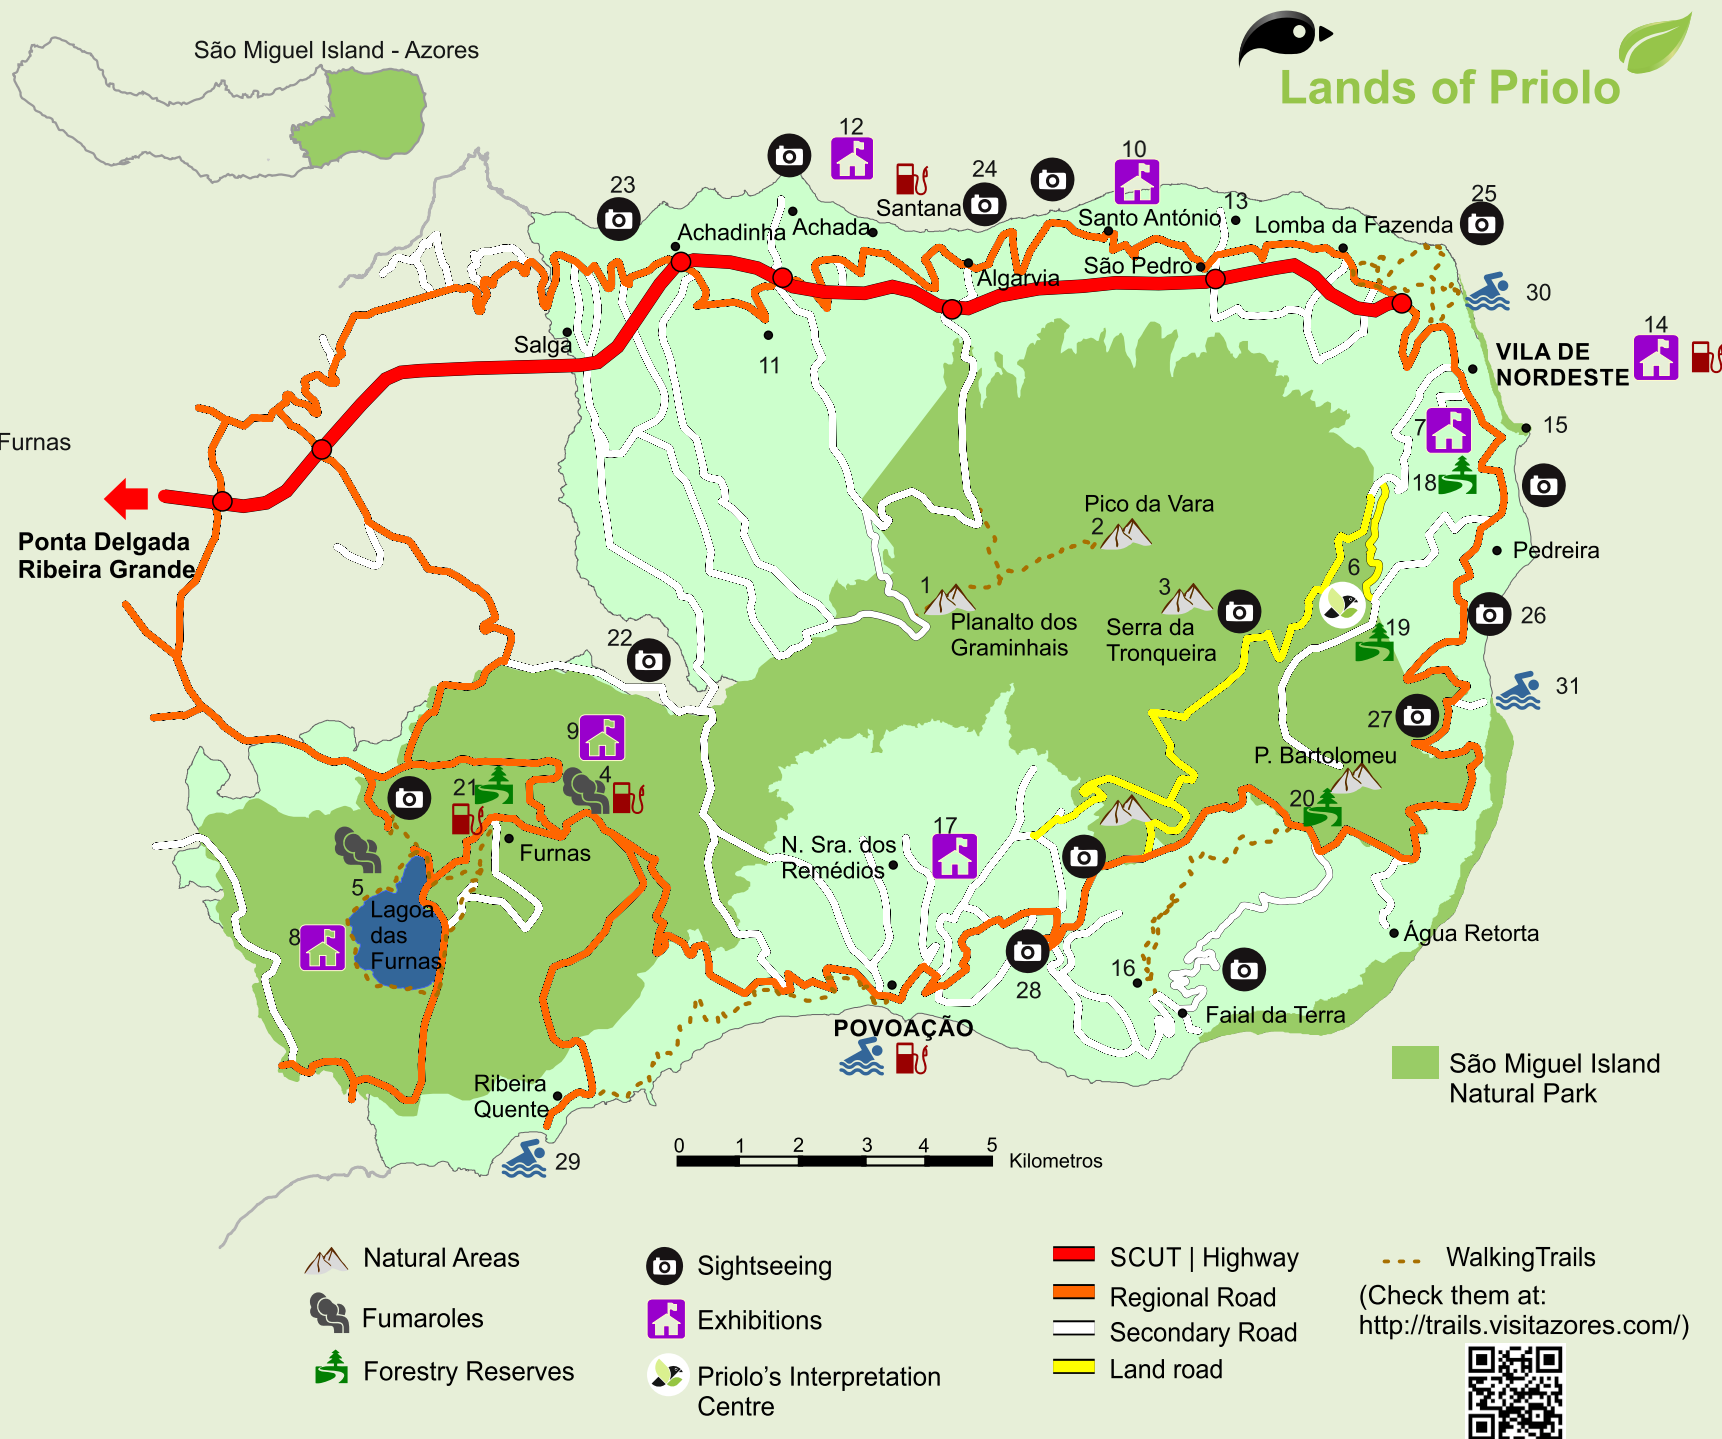 São Miguel Island - Azores
Lands of Priolo
12
10
24
23
25
13
Santana
Santo António
Achadinha
Achada
Lomba da Fazenda
São Pedro
Algarvia
30
Salga
11
14
VILA DE
NORDESTE
7
15
Furnas
18
Pico da Vara
2
Ponta Delgada
Ribeira Grande
Pedreira
6
1
3
Planalto dos
Graminhais
Serra da
Tronqueira
19
26
22
31
27
9
P. Bartolomeu
4
21
20
17
N. Sra. dos
Remédios
Furnas
5
Lagoa
das
Furnas
8
Água Retorta
16
28
Faial da Terra
POVOAÇÃO
Ribeira
Quente
São Miguel Island
Natural Park
29
0 1 2 3 4 5
Kilometros
Natural Areas
Fumaroles
Forestry Reserves
Sightseeing
Exhibitions
Priolo's Interpretation
Centre
SCUT | Highway
Regional Road
Secondary Road
Land road
WalkingTrails
(Check them at:
http://trails.visitazores.com/)